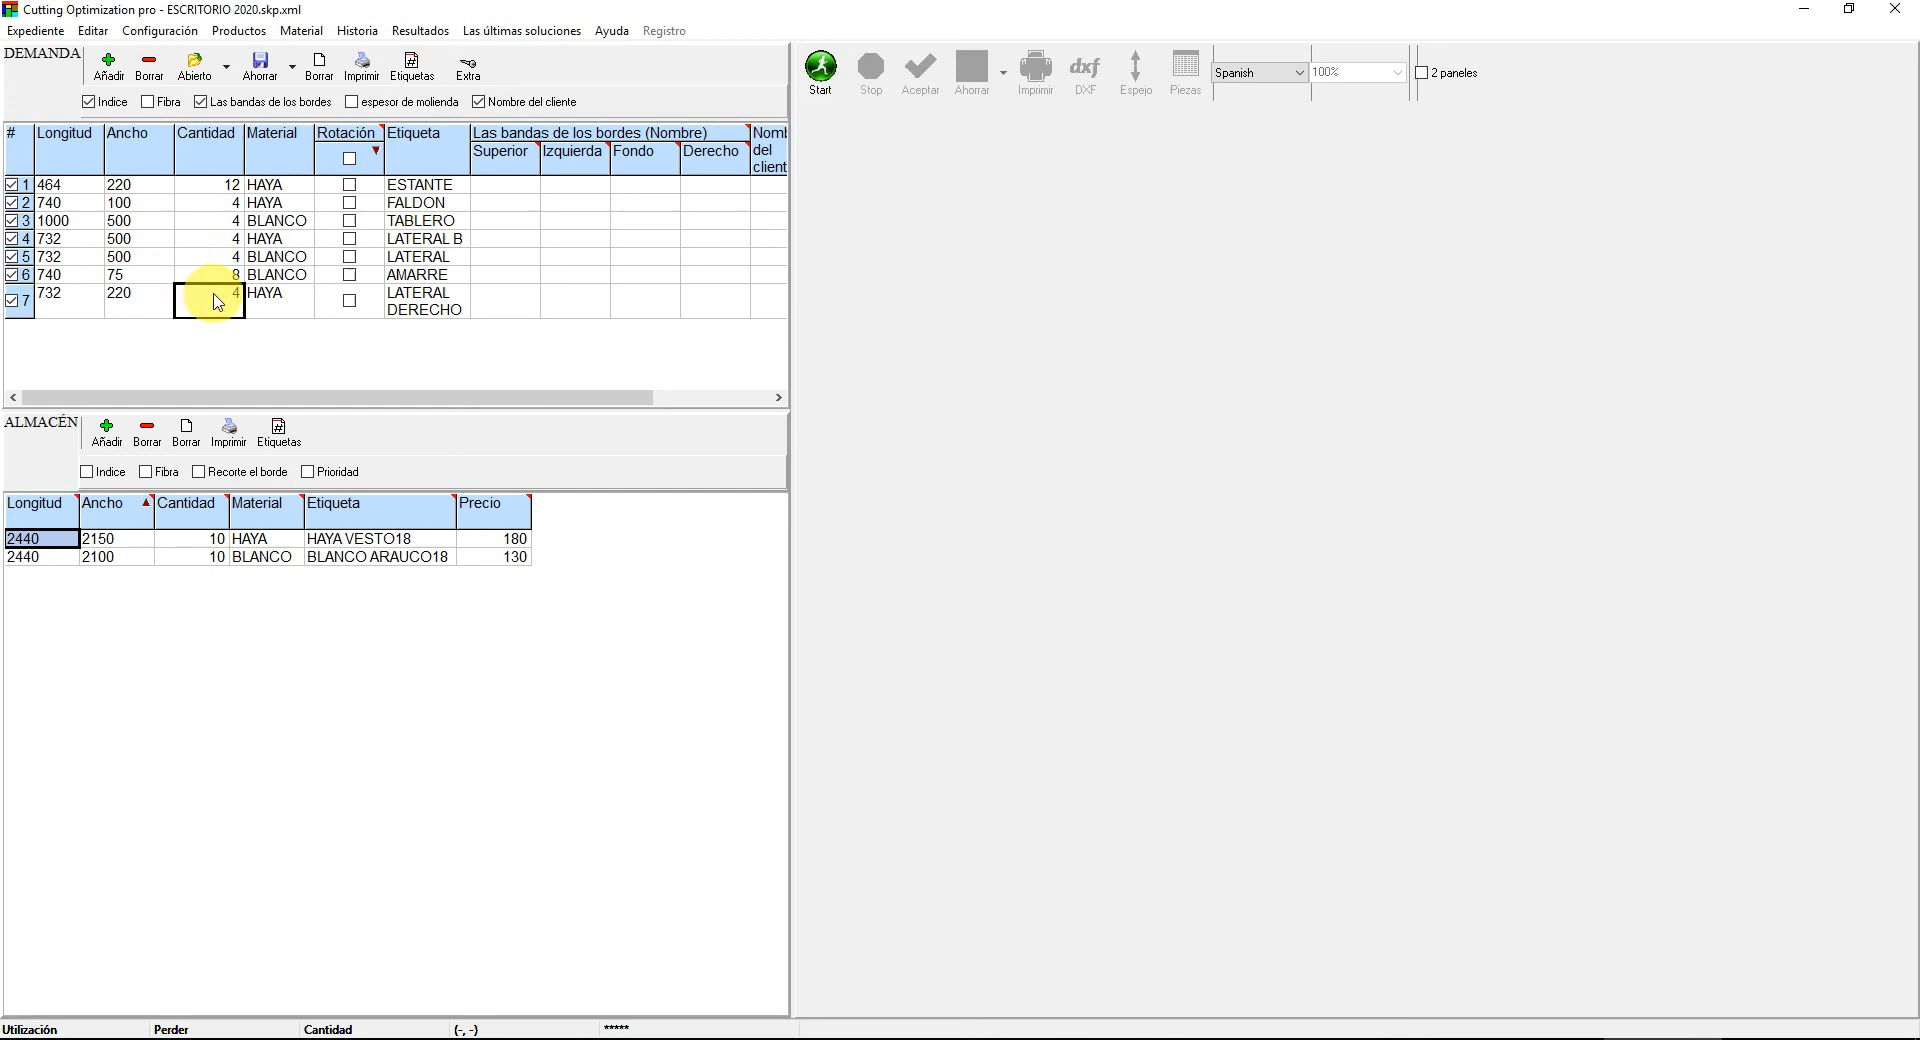 Cutting Optimization pro - ESCRITORIO 2020.skp.xml
Expediente Editar Configuración Productos Material Historia Resultados Las últimas soluciones Ayuda Registro
DEMANDA
Añadir Borrar Abierto Ahorrar Borrar Imprimir Etiquetas Extra
Indice Fibra Las bandas de los bordes espesor de molienda Nombre del cliente
# Longitud Ancho Cantidad Material Rotación Etiqueta Las bandas de los bordes (Nombre) Nomb
Superior Izquierda Fondo Derecho del
client
1 464 220 12 HAYA ESTANTE
2 740 100 4 HAYA FALDON
3 1000 500 4 BLANCO TABLERO
4 732 500 4 HAYA LATERAL B
5 732 500 4 BLANCO LATERAL
6 740 75 8 BLANCO AMARRE
7 732 220 4 HAYA LATERAL
DERECHO
ALMACÉN
Añadir Borrar Borrar Imprimir Etiquetas
Indice Fibra Recorte el borde Prioridad
Longitud Ancho Cantidad Material Etiqueta Precio
2440 2150 10 HAYA HAYA VESTO18 180
2440 2100 10 BLANCO BLANCO ARAUCO18 130
Utilización Perder Cantidad (-, -) *****
Start Stop Aceptar Ahorrar Imprimir dxf DXF Espejo Piezas Spanish 100% 2 paneles